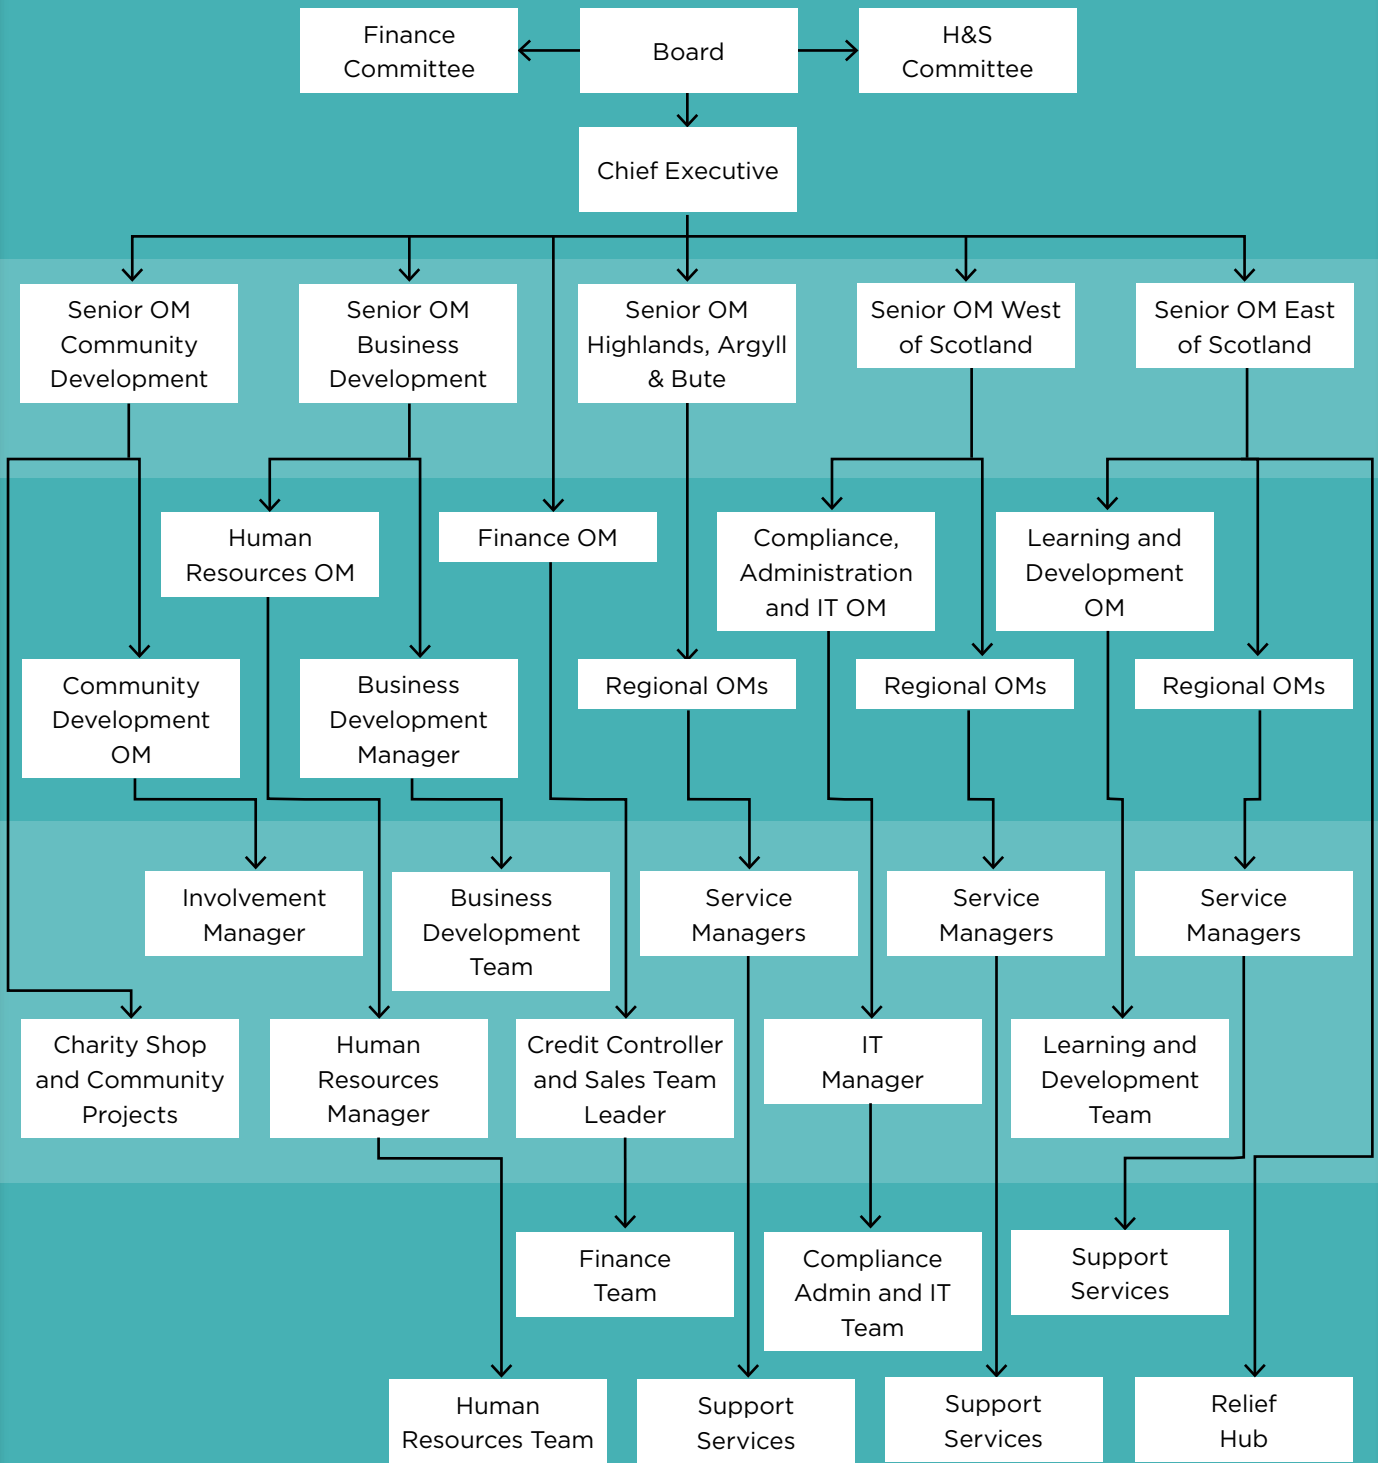 Finance
Committee
Board
H&S
Committee
Chief Executive
Senior OM
Community
Development
Senior OM
Business
Development
Senior OM
Highlands, Argyll
& Bute
Senior OM West
of Scotland
Senior OM East
of Scotland
Human
Resources OM
Finance OM
Compliance,
Administration
and IT OM
Learning and
Development
OM
Community
Development
OM
Business
Development
Manager
Regional OMs
Regional OMs
Regional OMs
Involvement
Manager
Business
Development
Team
Service
Managers
Service
Managers
Service
Managers
Charity Shop
and Community
Projects
Human
Resources
Manager
Credit Controller
and Sales Team
Leader
IT
Manager
Learning and
Development
Team
Finance
Team
Compliance
Admin and IT
Team
Support
Services
Human
Resources Team
Support
Services
Support
Services
Relief
Hub